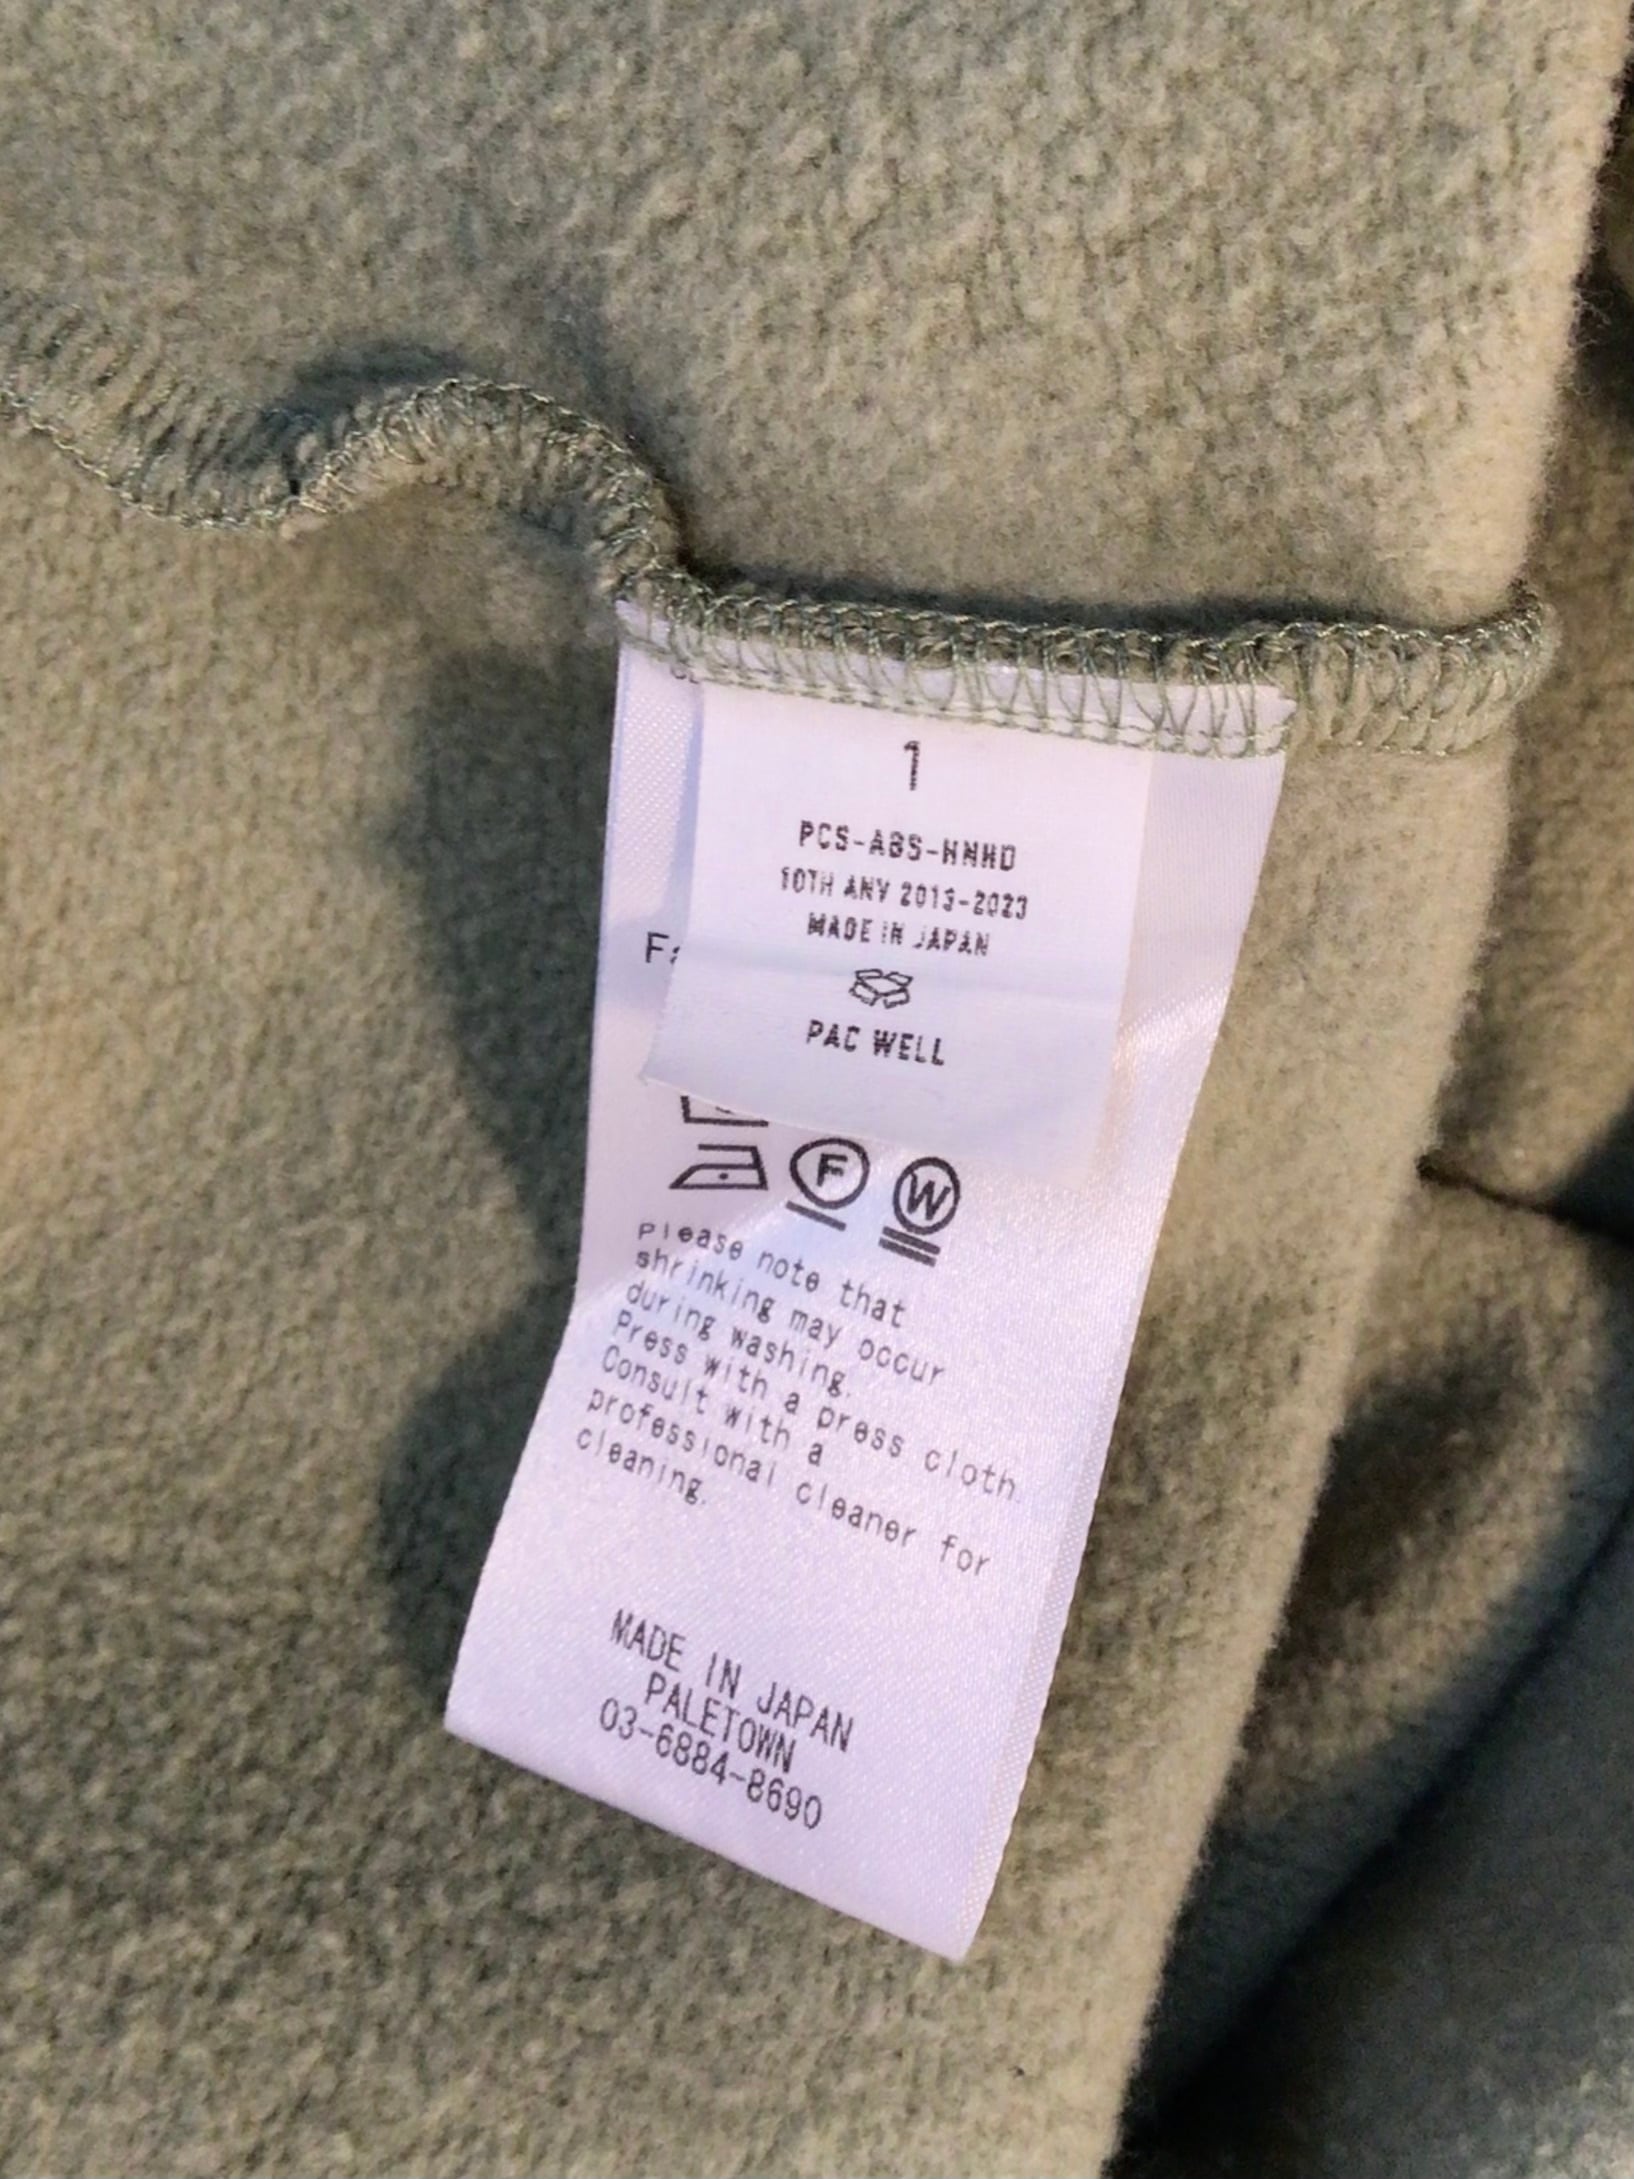 1
PCS-ABS-HNHD
10TH ANV 2013-2023
MADE IN JAPAN
PAC WELL
F
W
Please note that
shrinking may occur
during washing.
Press with a press cloth.
Consult with a
professional cleaner for
cleaning.
MADE IN JAPAN
PALETOWN
03-6884-8690